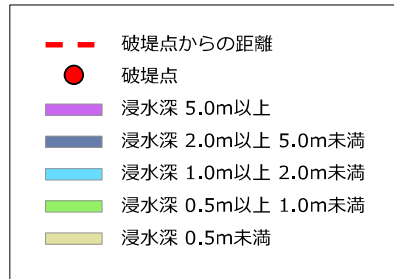 破堤点からの距離
破堤点
浸水深 5.0m以上
浸水深 2.0m以上 5.0m未満
浸水深 1.0m以上 2.0m未満
浸水深 0.5m以上 1.0m未満
浸水深 0.5m未満